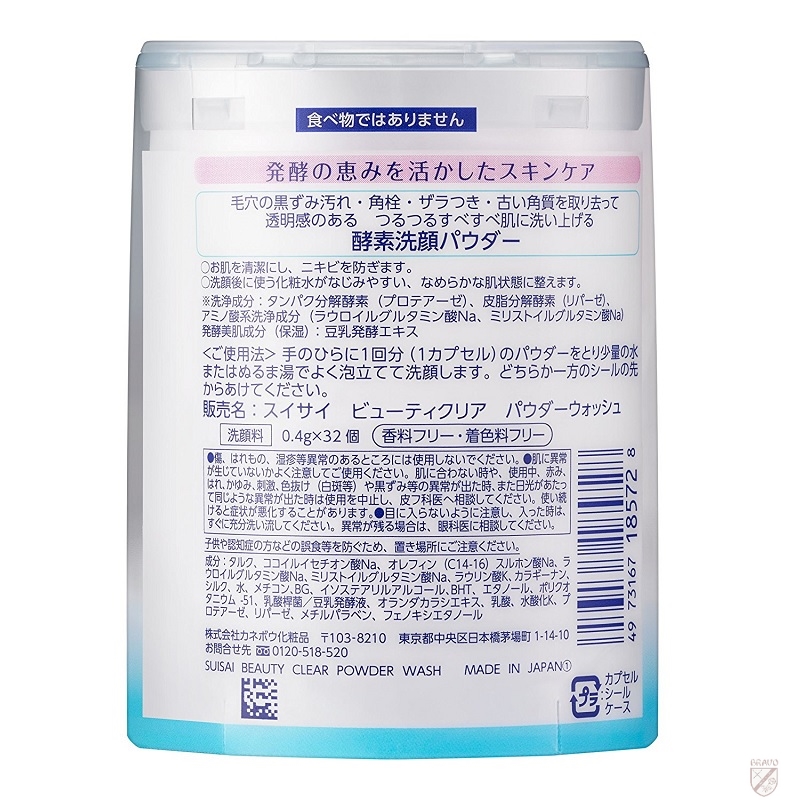 食べ物ではありません
発酵の恵みを活かしたスキンケア
毛穴の黒ずみ汚れ・角栓・ザラつき・古い角質を取り去って
透明感のある つるつるすべすべ肌に洗い上げる
酵素洗顔パウダー
○お肌を清潔にし、ニキビを防ぎます。
○洗顔後に使う化粧水がなじみやすい、なめらかな肌状態に整えます。
※洗浄成分：タンパク分解酵素（プロテアーゼ）、皮脂分解酵素（リパーゼ）、
アミノ酸系洗浄成分（ラウロイルグルタミン酸Na、ミリストイルグルタミン酸Na）
発酵美肌成分（保湿）：豆乳発酵エキス
＜ご使用法＞ 手のひらに1回分（1カプセル）のパウダーをとり少量の水
またはぬるま湯でよく泡立てて洗顔します。どちらか一方のシールの先
からあけてください。
販売名：スイサイ ビューティクリア パウダーウォッシュ
洗顔料 0.4g×32個 香料フリー・着色料フリー
●傷、はれもの、湿疹等異常のあるところには使用しないでください。●肌に異常
が生じていないかよく注意してご使用ください。肌に合わない時や、使用中、赤み、
はれ、かゆみ、刺激、色抜け（白斑等）や黒ずみ等の異常が出た時、また日光があたっ
て同じような異常が出た時は使用を中止し、皮フ科医へ相談してください。使い続
けると症状が悪化することがあります。●目に入らないように注意し、入った時は、
すぐに充分洗い流してください。異常が残る場合は、眼科医に相談してください。
子供や認知症の方などの誤食等を防ぐため、置き場所にご注意ください。
成分：タルク、ココイルイセチオン酸Na、オレフィン（C14-16）スルホン酸Na、ラ
ウロイルグルタミン酸Na、ミリストイルグルタミン酸Na、ラウリン酸K、カラギーナン、
シルク、水、メチコン、BG、イソステアリルアルコール、BHT、エタノール、ポリクオ
タニウム-51、乳酸桿菌／豆乳発酵液、オランダカラシエキス、乳酸、水酸化K、プ
ロテアーゼ、リパーゼ、メチルパラベン、フェノキシエタノール
株式会社カネボウ化粧品 〒103-8210 東京都中央区日本橋茅場町1-14-10
お問合せ先 0120-518-520
SUISAI BEAUTY CLEAR POWDER WASH MADE IN JAPAN①
4 973167 185728
プラ
カプセル
シール
ケース
BRAVO